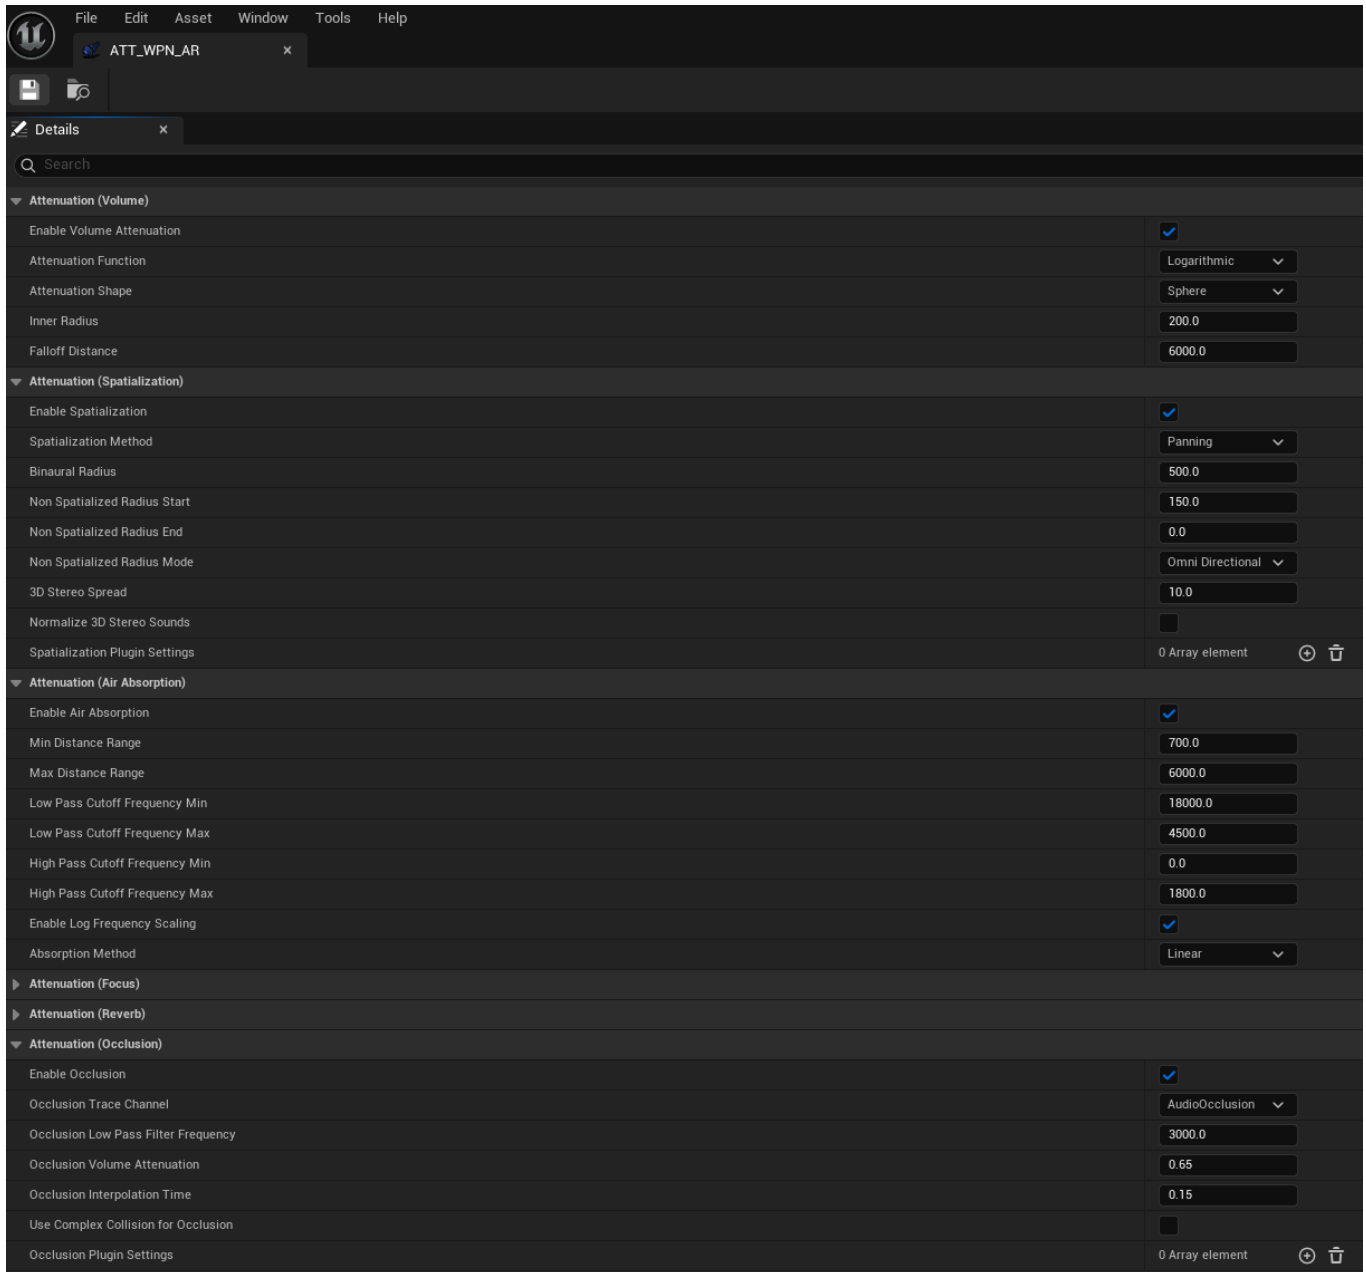 File Edit Asset Window Tools Help
ATT_WPN_AR
Details
Search
Attenuation (Volume)
Enable Volume Attenuation
Attenuation Function Logarithmic
Attenuation Shape Sphere
Inner Radius 200.0
Falloff Distance 6000.0
Attenuation (Spatialization)
Enable Spatialization
Spatialization Method Panning
Binaural Radius 500.0
Non Spatialized Radius Start 150.0
Non Spatialized Radius End 0.0
Non Spatialized Radius Mode Omni Directional
3D Stereo Spread 10.0
Normalize 3D Stereo Sounds
Spatialization Plugin Settings 0 Array element
Attenuation (Air Absorption)
Enable Air Absorption
Min Distance Range 700.0
Max Distance Range 6000.0
Low Pass Cutoff Frequency Min 18000.0
Low Pass Cutoff Frequency Max 4500.0
High Pass Cutoff Frequency Min 0.0
High Pass Cutoff Frequency Max 1800.0
Enable Log Frequency Scaling
Absorption Method Linear
Attenuation (Focus)
Attenuation (Reverb)
Attenuation (Occlusion)
Enable Occlusion
Occlusion Trace Channel AudioOcclusion
Occlusion Low Pass Filter Frequency 3000.0
Occlusion Volume Attenuation 0.65
Occlusion Interpolation Time 0.15
Use Complex Collision for Occlusion
Occlusion Plugin Settings 0 Array element